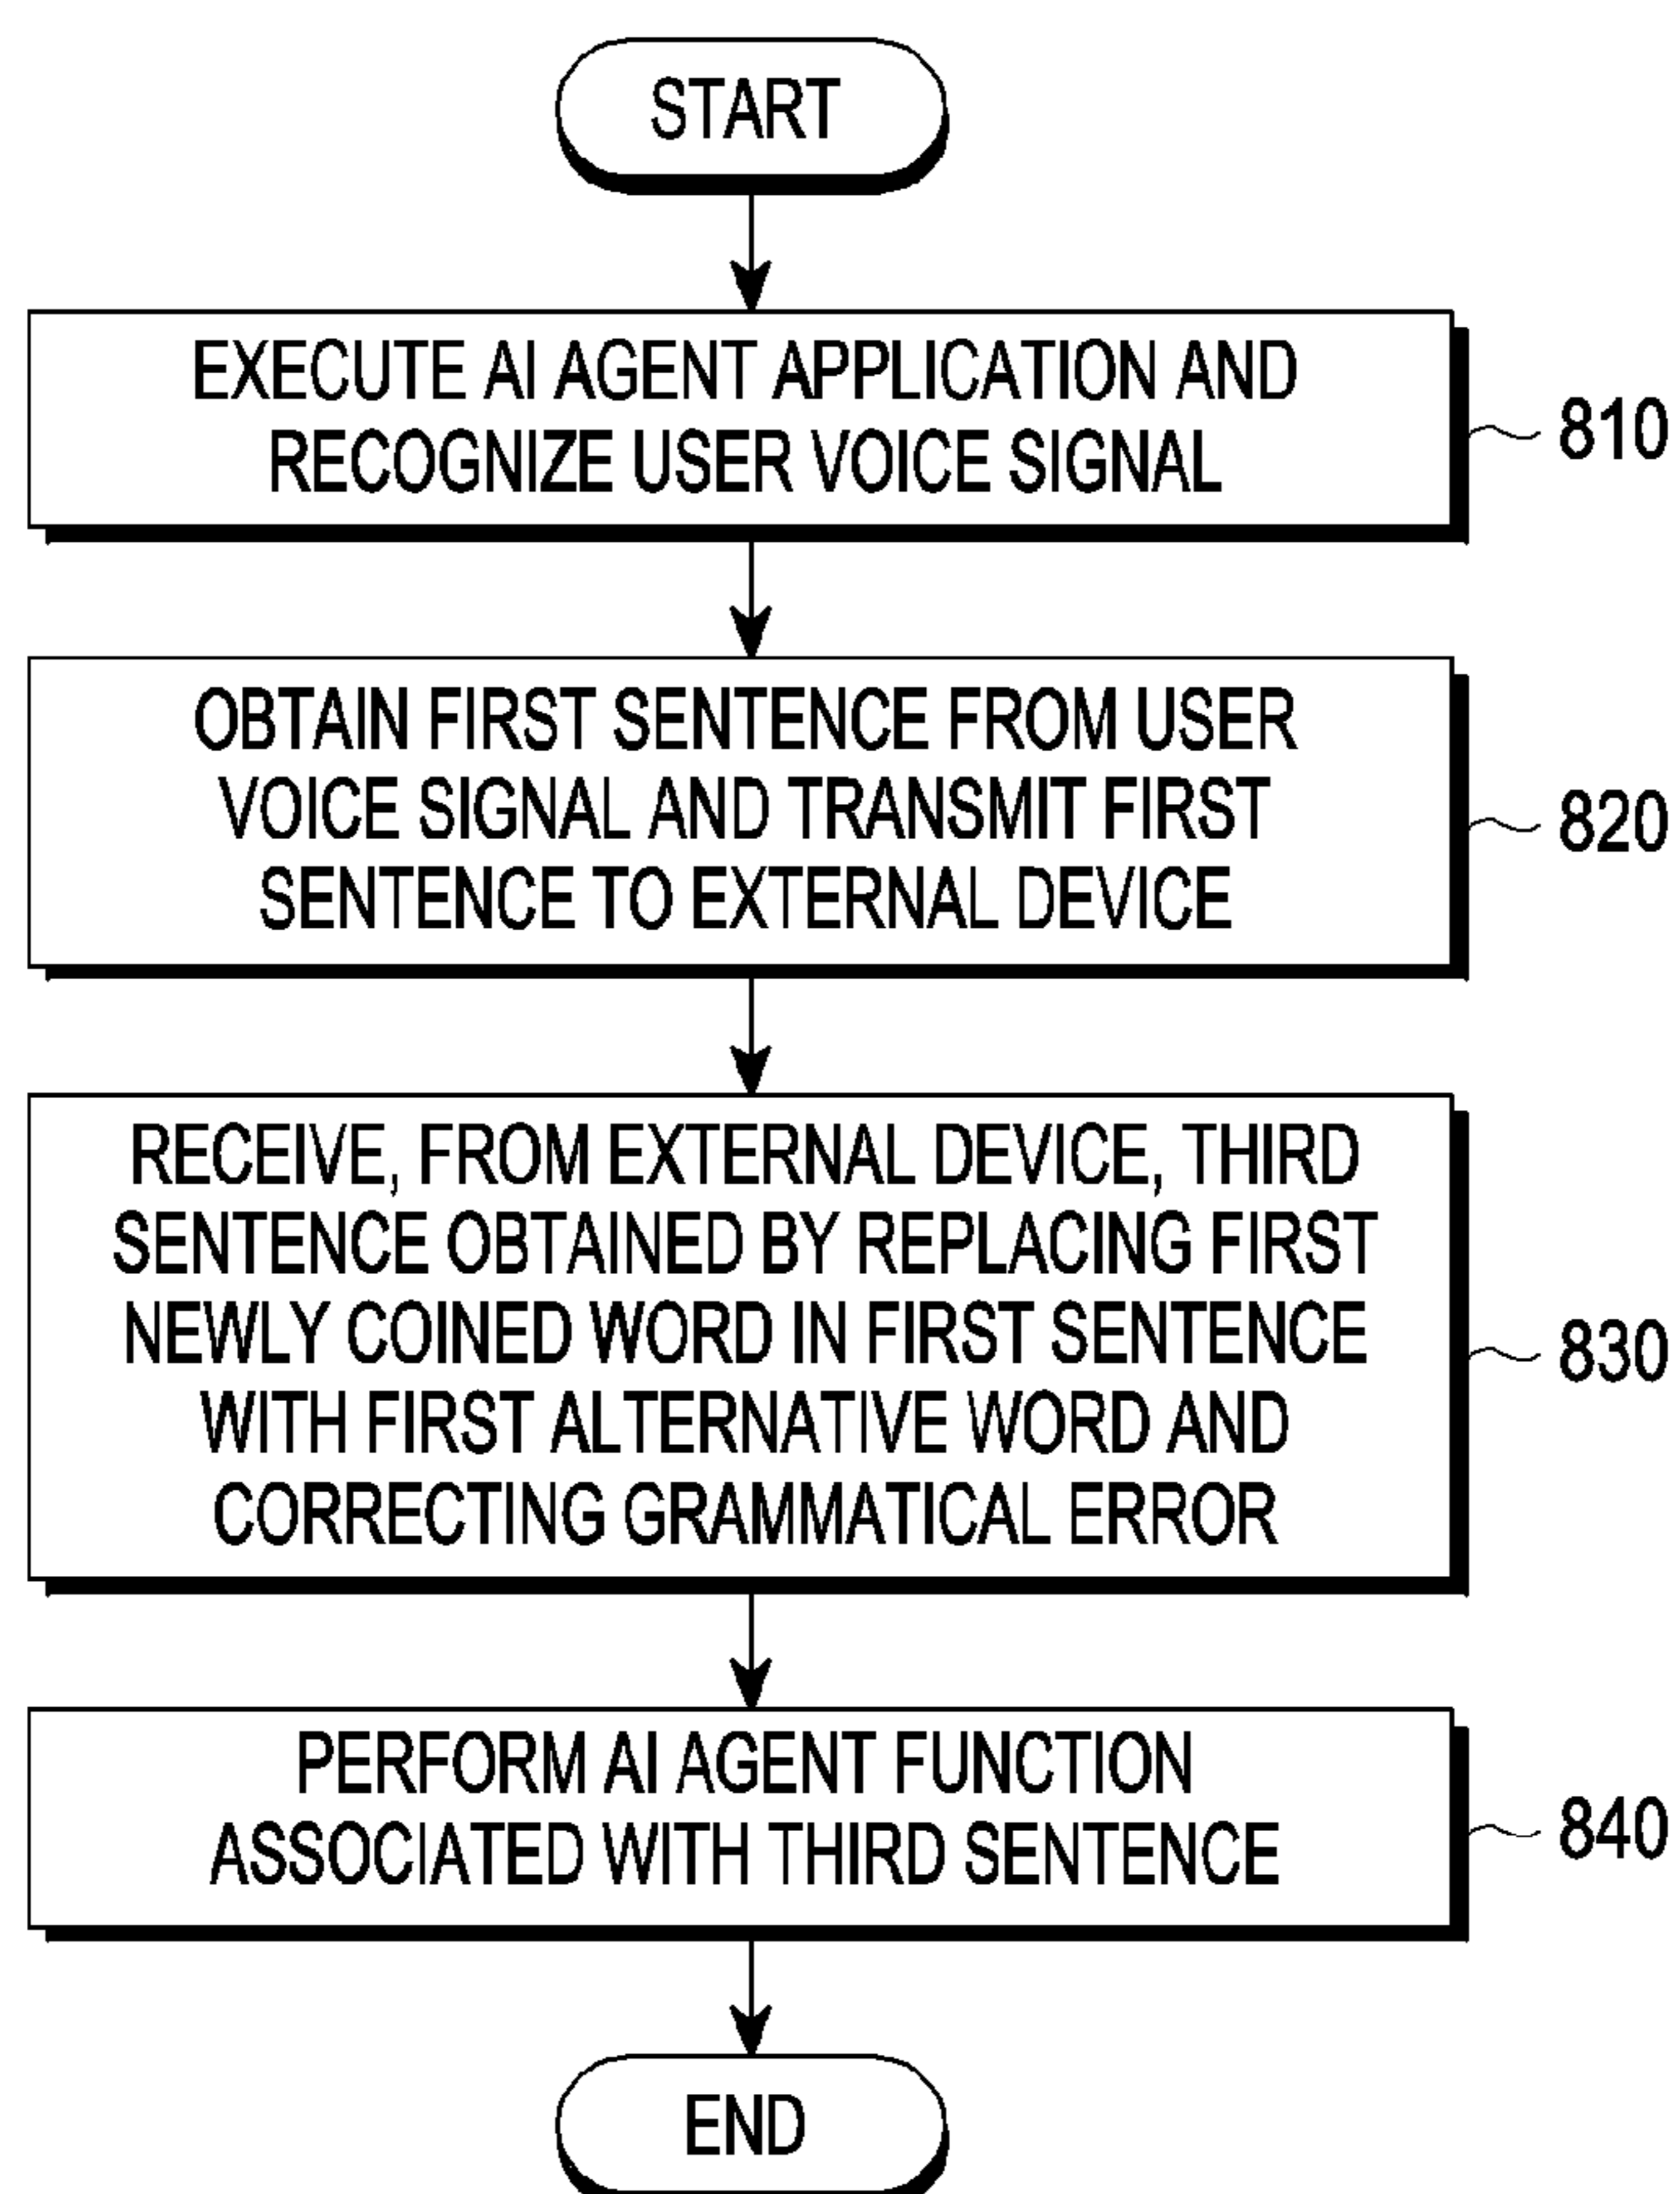 START
EXECUTE AI AGENT APPLICATION AND
RECOGNIZE USER VOICE SIGNAL
810
OBTAIN FIRST SENTENCE FROM USER
VOICE SIGNAL AND TRANSMIT FIRST
SENTENCE TO EXTERNAL DEVICE
820
RECEIVE, FROM EXTERNAL DEVICE, THIRD
SENTENCE OBTAINED BY REPLACING FIRST
NEWLY COINED WORD IN FIRST SENTENCE
WITH FIRST ALTERNATIVE WORD AND
CORRECTING GRAMMATICAL ERROR
830
PERFORM AI AGENT FUNCTION
ASSOCIATED WITH THIRD SENTENCE
840
END